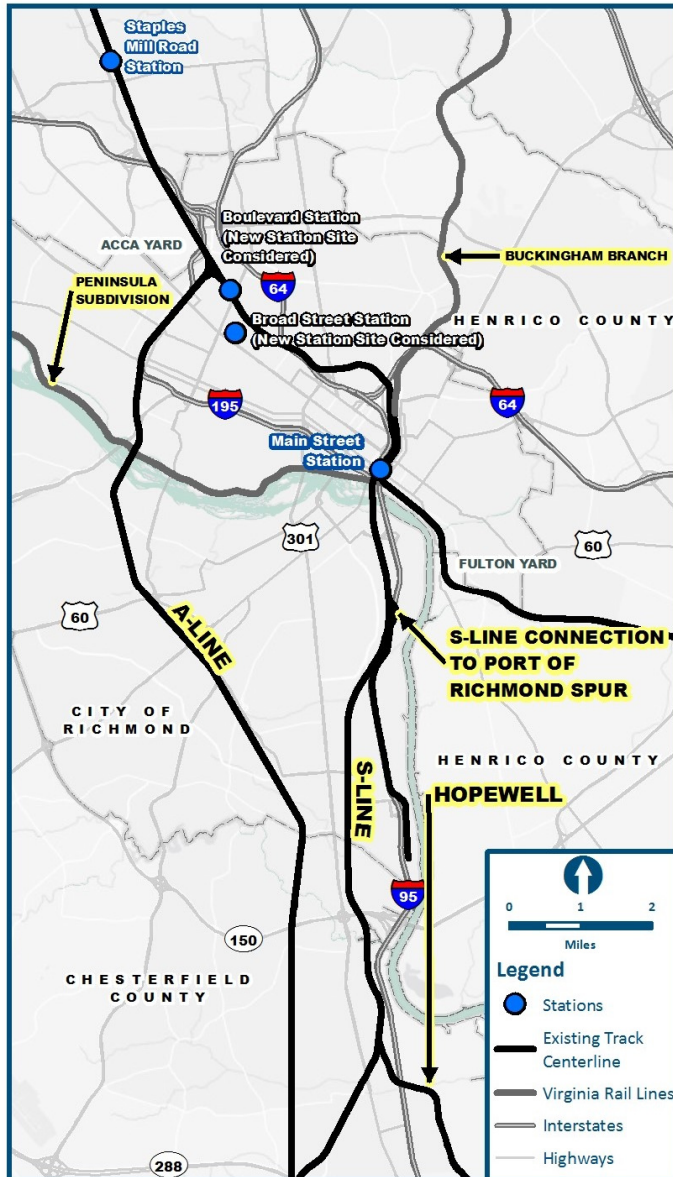 Staples
Mill Road
Station
Boulevard Station
(New Station Site
Considered)
ACCA YARD
BUCKINGHAM BRANCH
PENINSULA
SUBDIVISION
64
Broad Street Station
(New Station Site Considered)
HENRICO COUNTY
195
64
Main Street
Station
301
60
FULTON YARD
60
A-LINE
S-LINE CONNECTION
TO PORT OF
RICHMOND SPUR
CITY OF
RICHMOND
HENRICO COUNTY
S-LINE
HOPEWELL
95
150
CHESTERFIELD
COUNTY
288
0 1 2
Miles
Legend
Stations
Existing Track
Centerline
Virginia Rail Lines
Interstates
Highways